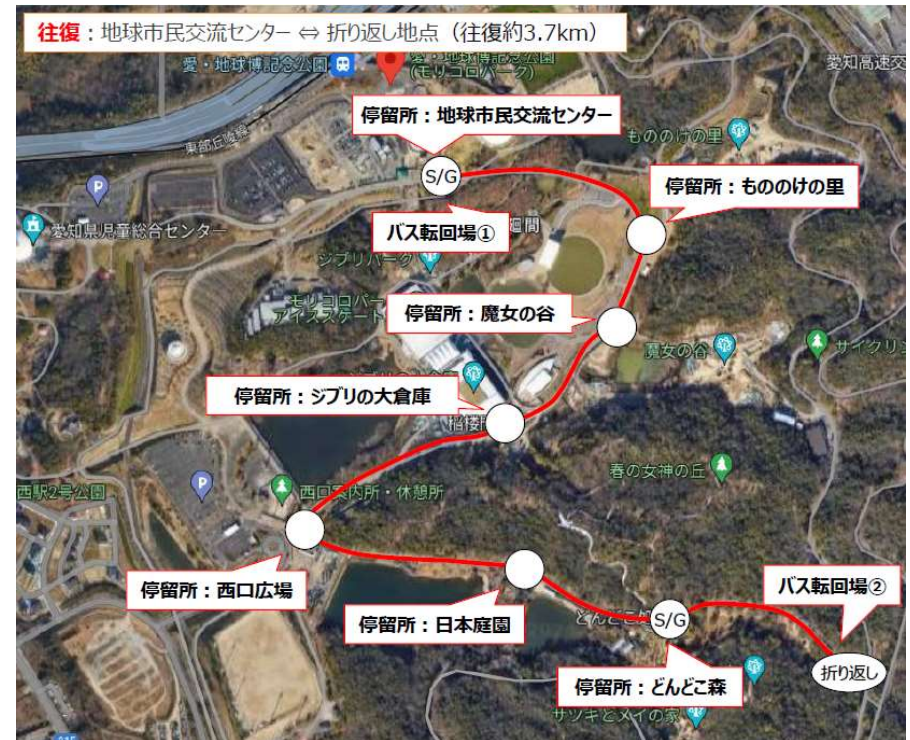 往復：地球市民交流センター ⇔ 折り返し地点（往復約3.7km）
愛・地球博記念公園
愛・地球博記念公園
(モリコロパーク)
愛知高速交
停留所：地球市民交流センター
東部丘陵線
もののけの里
P
S/G
停留所：もののけの里
愛知県児童総合センター
バス転回場①
廻間
ジブリパーク
モリコロパー
アイススケート
停留所：魔女の谷
魔女の谷
サイクリン
停留所：ジブリの大倉庫
春の女神の丘
西駅2号公園
P
西口案内所・休憩所
停留所：西口広場
バス転回場②
停留所：日本庭園
どんどこ
S/G
折り返し
停留所：どんどこ森
サツキとメイの家